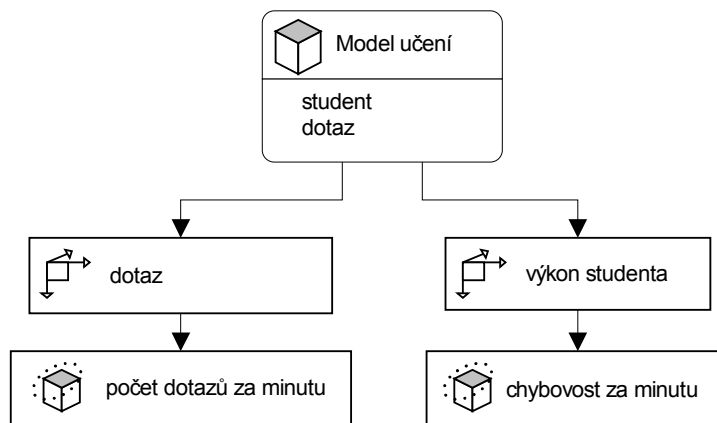 Model učení
student
dotaz
dotaz
výkon studenta
počet dotazů za minutu
chybovost za minutu